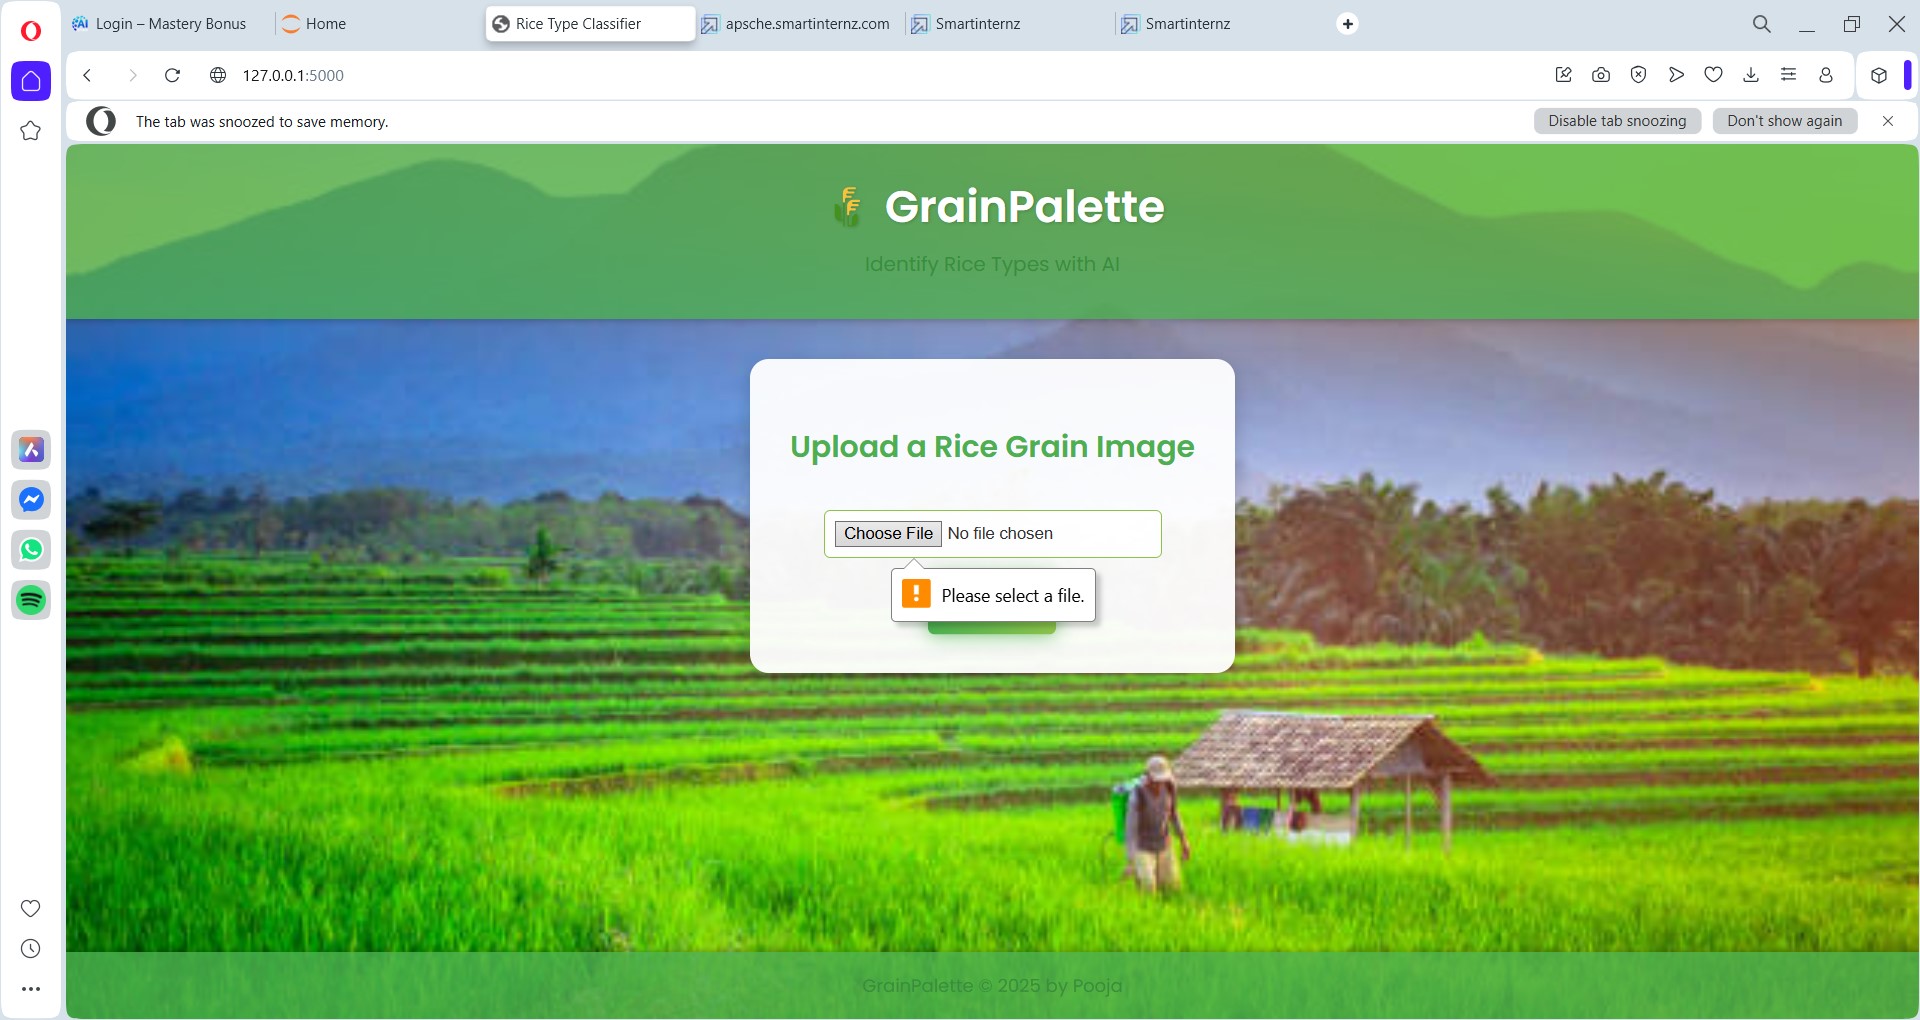 Login – Mastery Bonus
Home
Rice Type Classifier
apsche.smartinternz.com
Smartinternz
Smartinternz
127.0.0.1:5000
The tab was snoozed to save memory.
Disable tab snoozing
Don't show again
GrainPalette
Identify Rice Types with AI
Upload a Rice Grain Image
Choose File No file chosen
Please select a file.
GrainPalette © 2025 by Pooja